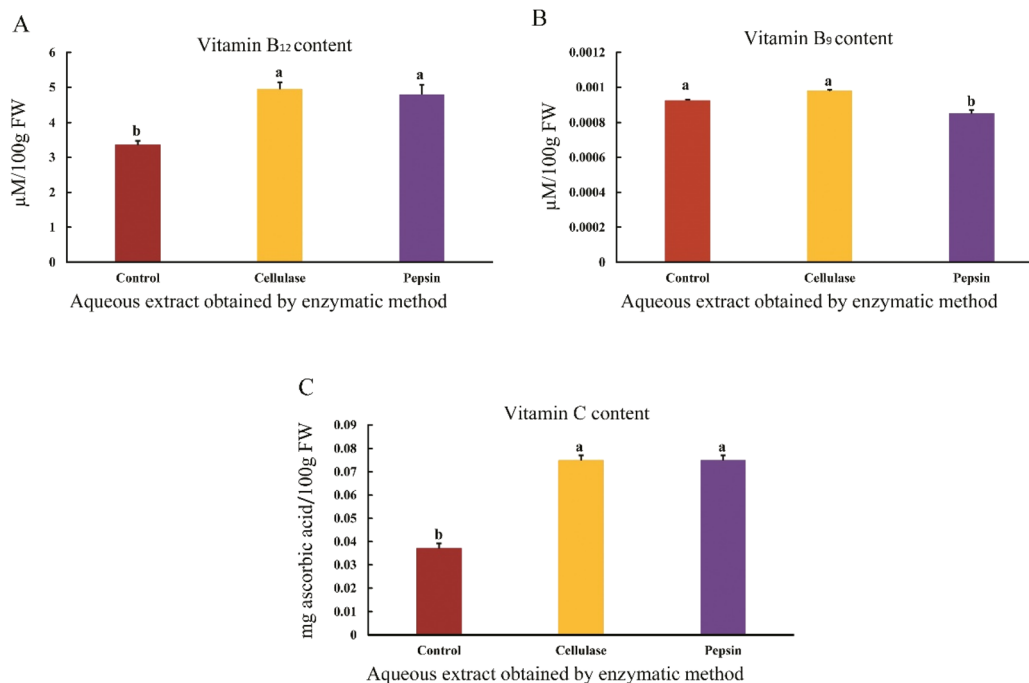 A
Vitamin B₁₂ content
6
5
4
3
2
1
0
µM/100g FW
b
a
a
Control Cellulase Pepsin
Aqueous extract obtained by enzymatic method
B
Vitamin B₉ content
0.0012
0.001
0.0008
0.0006
0.0004
0.0002
0
µM/100g FW
a
a
b
Control Cellulase Pepsin
Aqueous extract obtained by enzymatic method
C
Vitamin C content
0.09
0.08
0.07
0.06
0.05
0.04
0.03
0.02
0.01
0
mg ascorbic acid/100g FW
b
a
a
Control Cellulase Pepsin
Aqueous extract obtained by enzymatic method